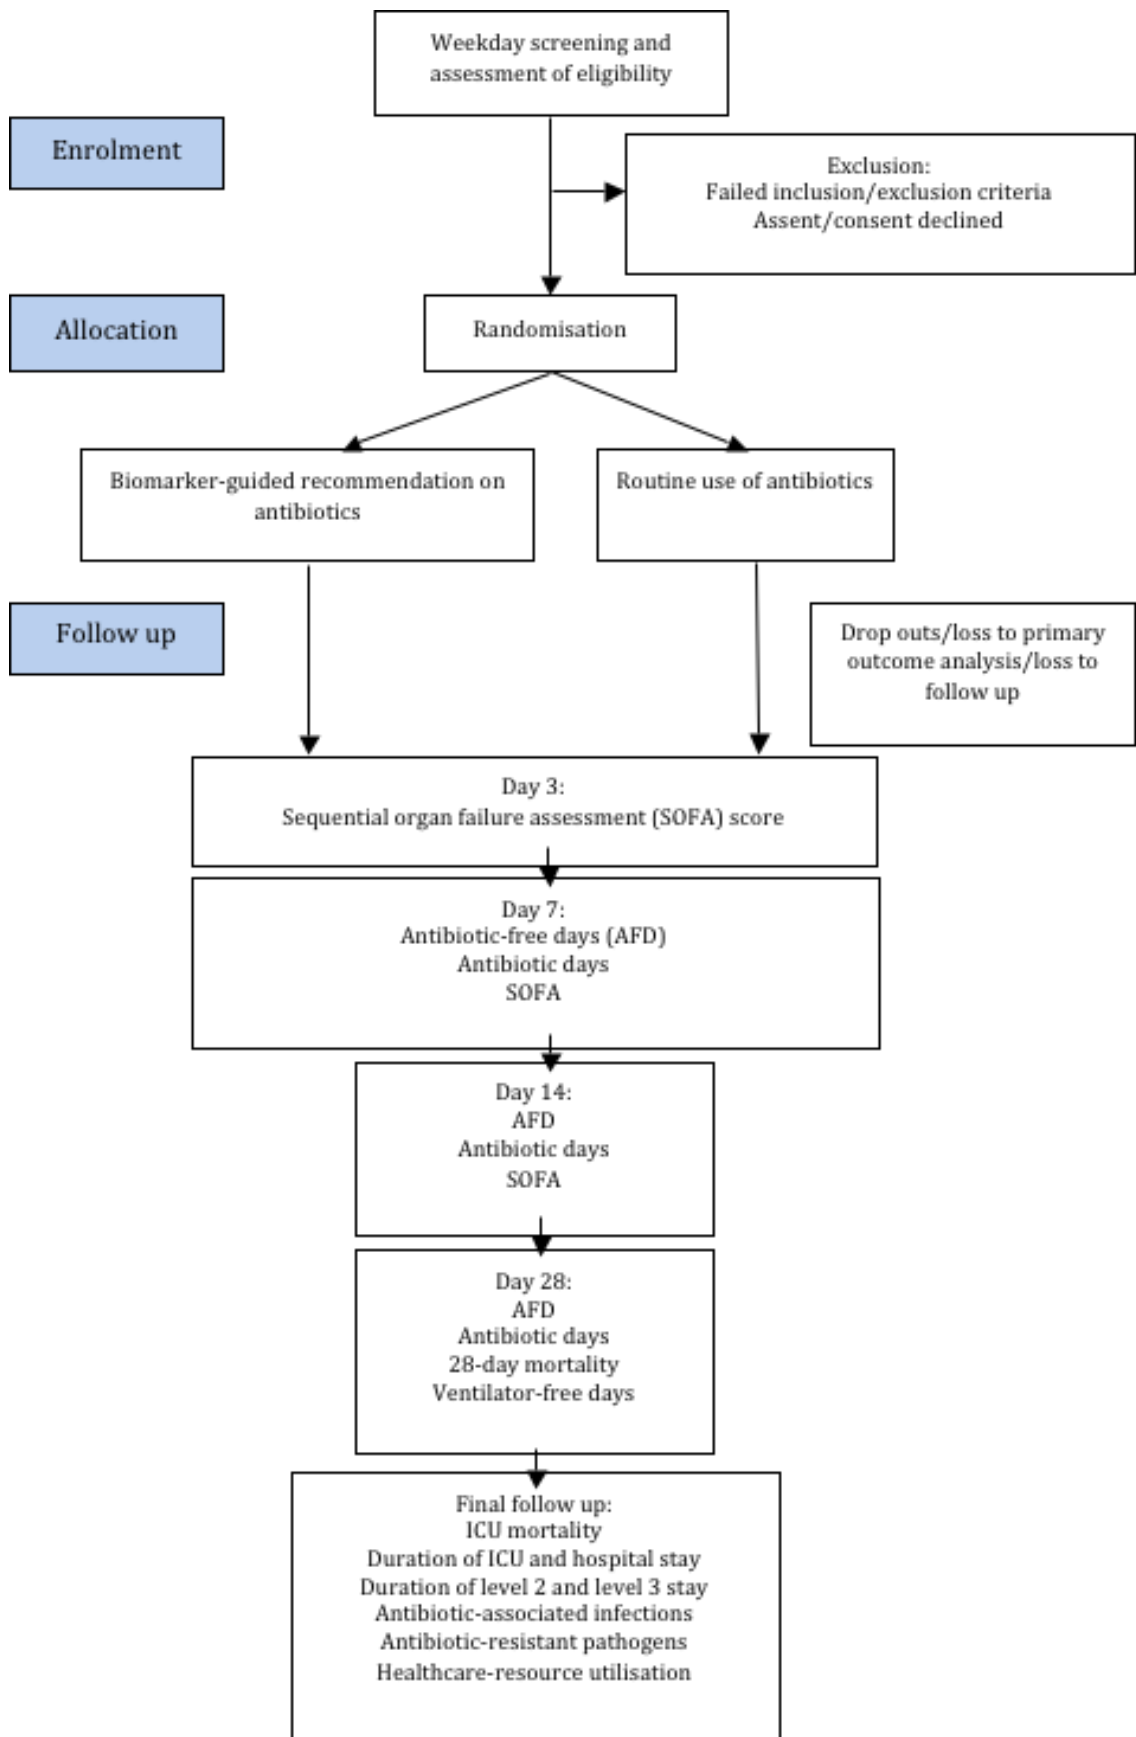 Weekday screening and
assessment of eligibility
Enrolment
Exclusion:
Failed inclusion/exclusion criteria
Assent/consent declined
Allocation
Randomisation
Biomarker-guided recommendation on
antibiotics
Routine use of antibiotics
Follow up
Drop outs/loss to primary
outcome analysis/loss to
follow up
Day 3:
Sequential organ failure assessment (SOFA) score
Day 7:
Antibiotic-free days (AFD)
Antibiotic days
SOFA
Day 14:
AFD
Antibiotic days
SOFA
Day 28:
AFD
Antibiotic days
28-day mortality
Ventilator-free days
Final follow up:
ICU mortality
Duration of ICU and hospital stay
Duration of level 2 and level 3 stay
Antibiotic-associated infections
Antibiotic-resistant pathogens
Healthcare-resource utilisation